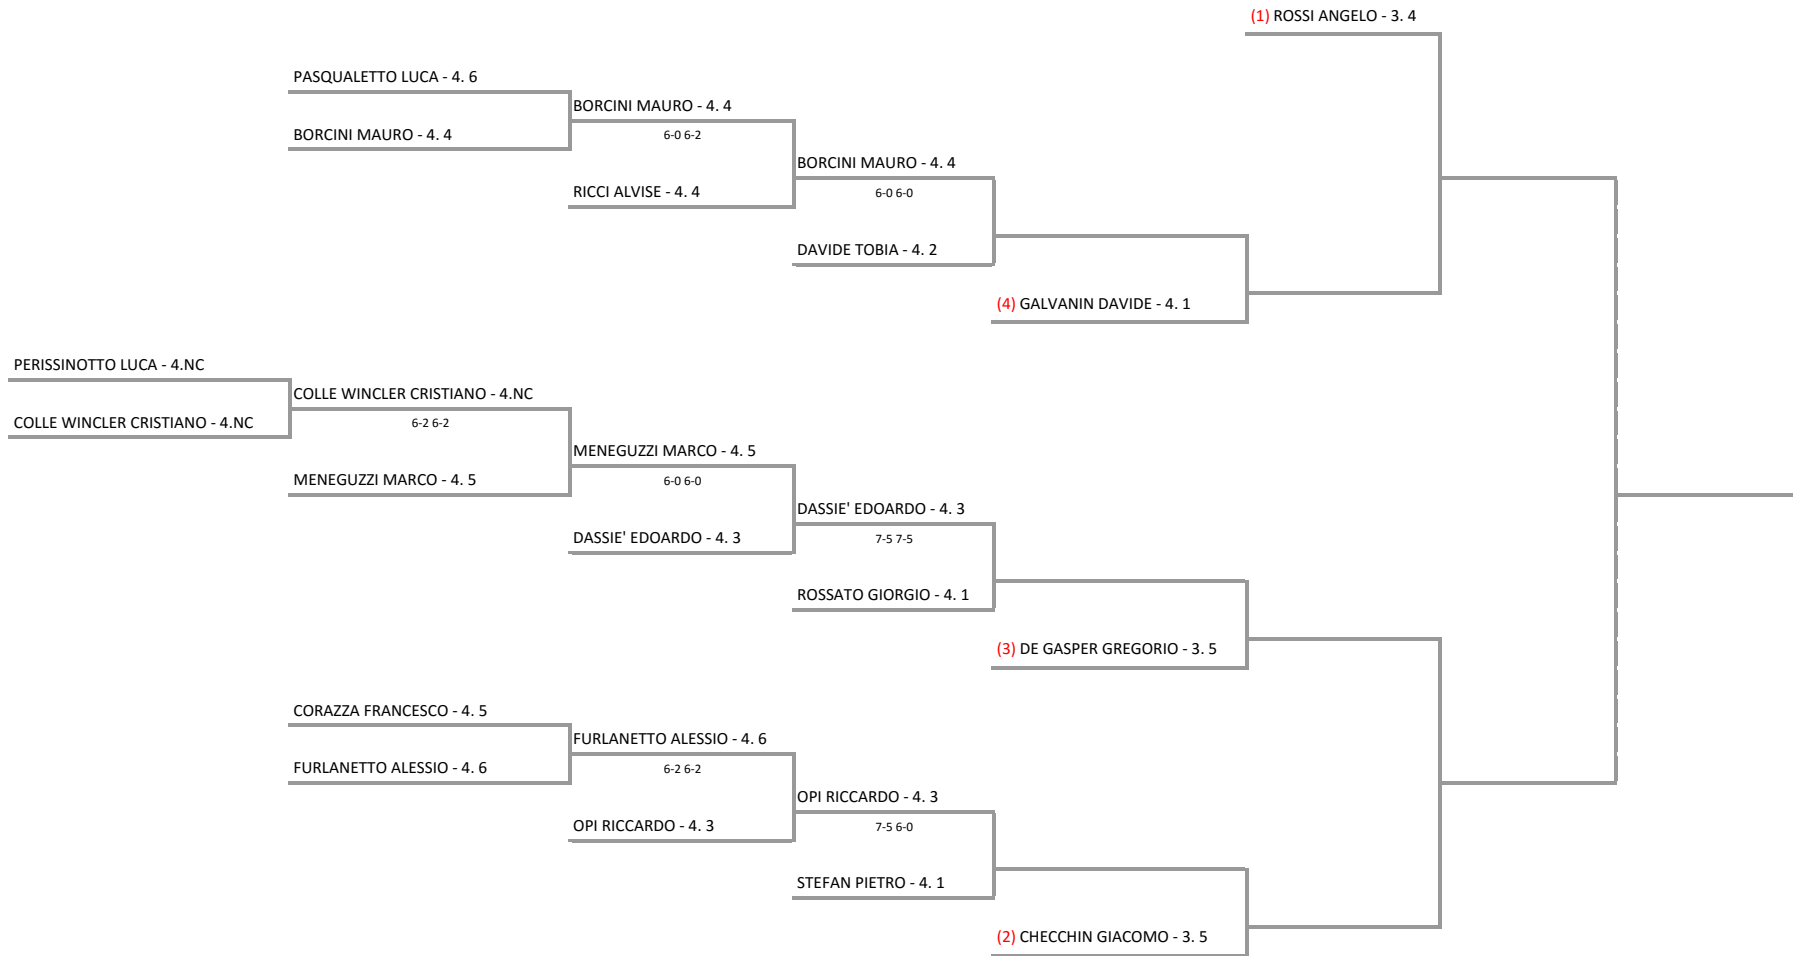 (1) ROSSI ANGELO - 3. 4
PASQUALETTO LUCA - 4. 6
BORCINI MAURO - 4. 4
BORCINI MAURO - 4. 4
6-0 6-2
BORCINI MAURO - 4. 4
RICCI ALVISE - 4. 4
6-0 6-0
DAVIDE TOBIA - 4. 2
(4) GALVANIN DAVIDE - 4. 1
PERISSINOTTO LUCA - 4.NC
COLLE WINCLER CRISTIANO - 4.NC
COLLE WINCLER CRISTIANO - 4.NC
6-2 6-2
MENEGUZZI MARCO - 4. 5
MENEGUZZI MARCO - 4. 5
6-0 6-0
DASSIE' EDOARDO - 4. 3
DASSIE' EDOARDO - 4. 3
7-5 7-5
ROSSATO GIORGIO - 4. 1
(3) DE GASPER GREGORIO - 3. 5
CORAZZA FRANCESCO - 4. 5
FURLANETTO ALESSIO - 4. 6
FURLANETTO ALESSIO - 4. 6
6-2 6-2
OPI RICCARDO - 4. 3
OPI RICCARDO - 4. 3
7-5 6-0
STEFAN PIETRO - 4. 1
(2) CHECCHIN GIACOMO - 3. 5